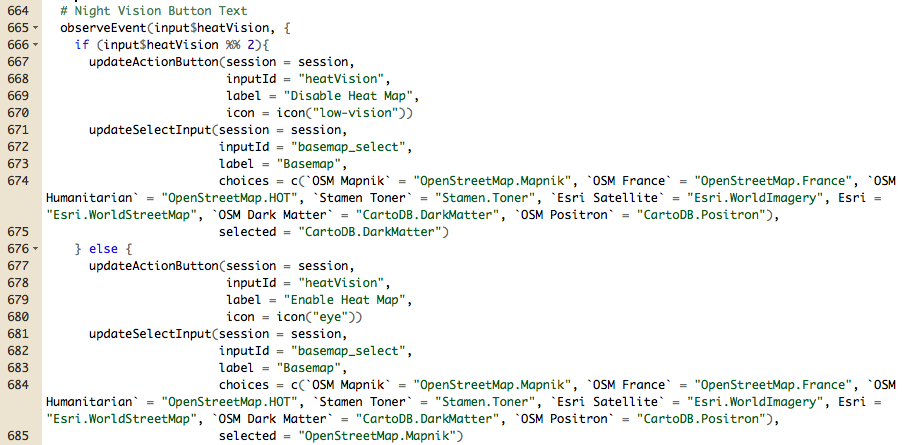 664 # Night Vision Button Text
665 observeEvent(input$heatVision, {
666 if (input$heatVision %% 2){
667 updateActionButton(session = session,
668 inputId = "heatVision",
669 label = "Disable Heat Map",
670 icon = icon("low-vision"))
671 updateSelectInput(session = session,
672 inputId = "basemap_select",
673 label = "Basemap",
674 choices = c(`OSM Mapnik` = "OpenStreetMap.Mapnik", `OSM France` = "OpenStreetMap.France", `OSM
Humanitarian` = "OpenStreetMap.HOT", `Stamen Toner` = "Stamen.Toner", `Esri Satellite` = "Esri.WorldImagery", Esri =
"Esri.WorldStreetMap", `OSM Dark Matter` = "CartoDB.DarkMatter", `OSM Positron` = "CartoDB.Positron"),
675 selected = "CartoDB.DarkMatter")
676 } else {
677 updateActionButton(session = session,
678 inputId = "heatVision",
679 label = "Enable Heat Map",
680 icon = icon("eye"))
681 updateSelectInput(session = session,
682 inputId = "basemap_select",
683 label = "Basemap",
684 choices = c(`OSM Mapnik` = "OpenStreetMap.Mapnik", `OSM France` = "OpenStreetMap.France", `OSM
Humanitarian` = "OpenStreetMap.HOT", `Stamen Toner` = "Stamen.Toner", `Esri Satellite` = "Esri.WorldImagery", Esri =
"Esri.WorldStreetMap", `OSM Dark Matter` = "CartoDB.DarkMatter", `OSM Positron` = "CartoDB.Positron"),
685 selected = "OpenStreetMap.Mapnik")